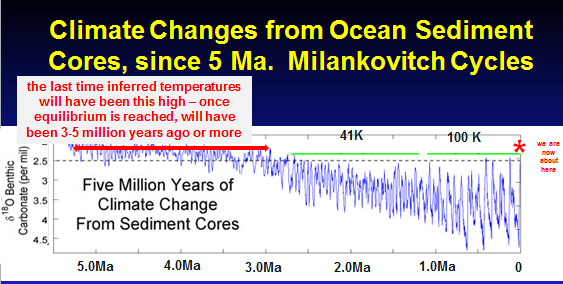 Climate Changes from Ocean Sediment
Cores, since 5 Ma. Milankovitch Cycles
the last time inferred temperatures
will have been this high – once
equilibrium is reached, will have
been 3-5 million years ago or more
41K
100 K
*
we are
now
about
here
2.5
3
3.5
4
4.5
δ18O Benthic
Carbonate (per mil)
Five Million Years of
Climate Change
From Sediment Cores
5.0Ma
4.0Ma
3.0Ma
2.0Ma
1.0Ma
0